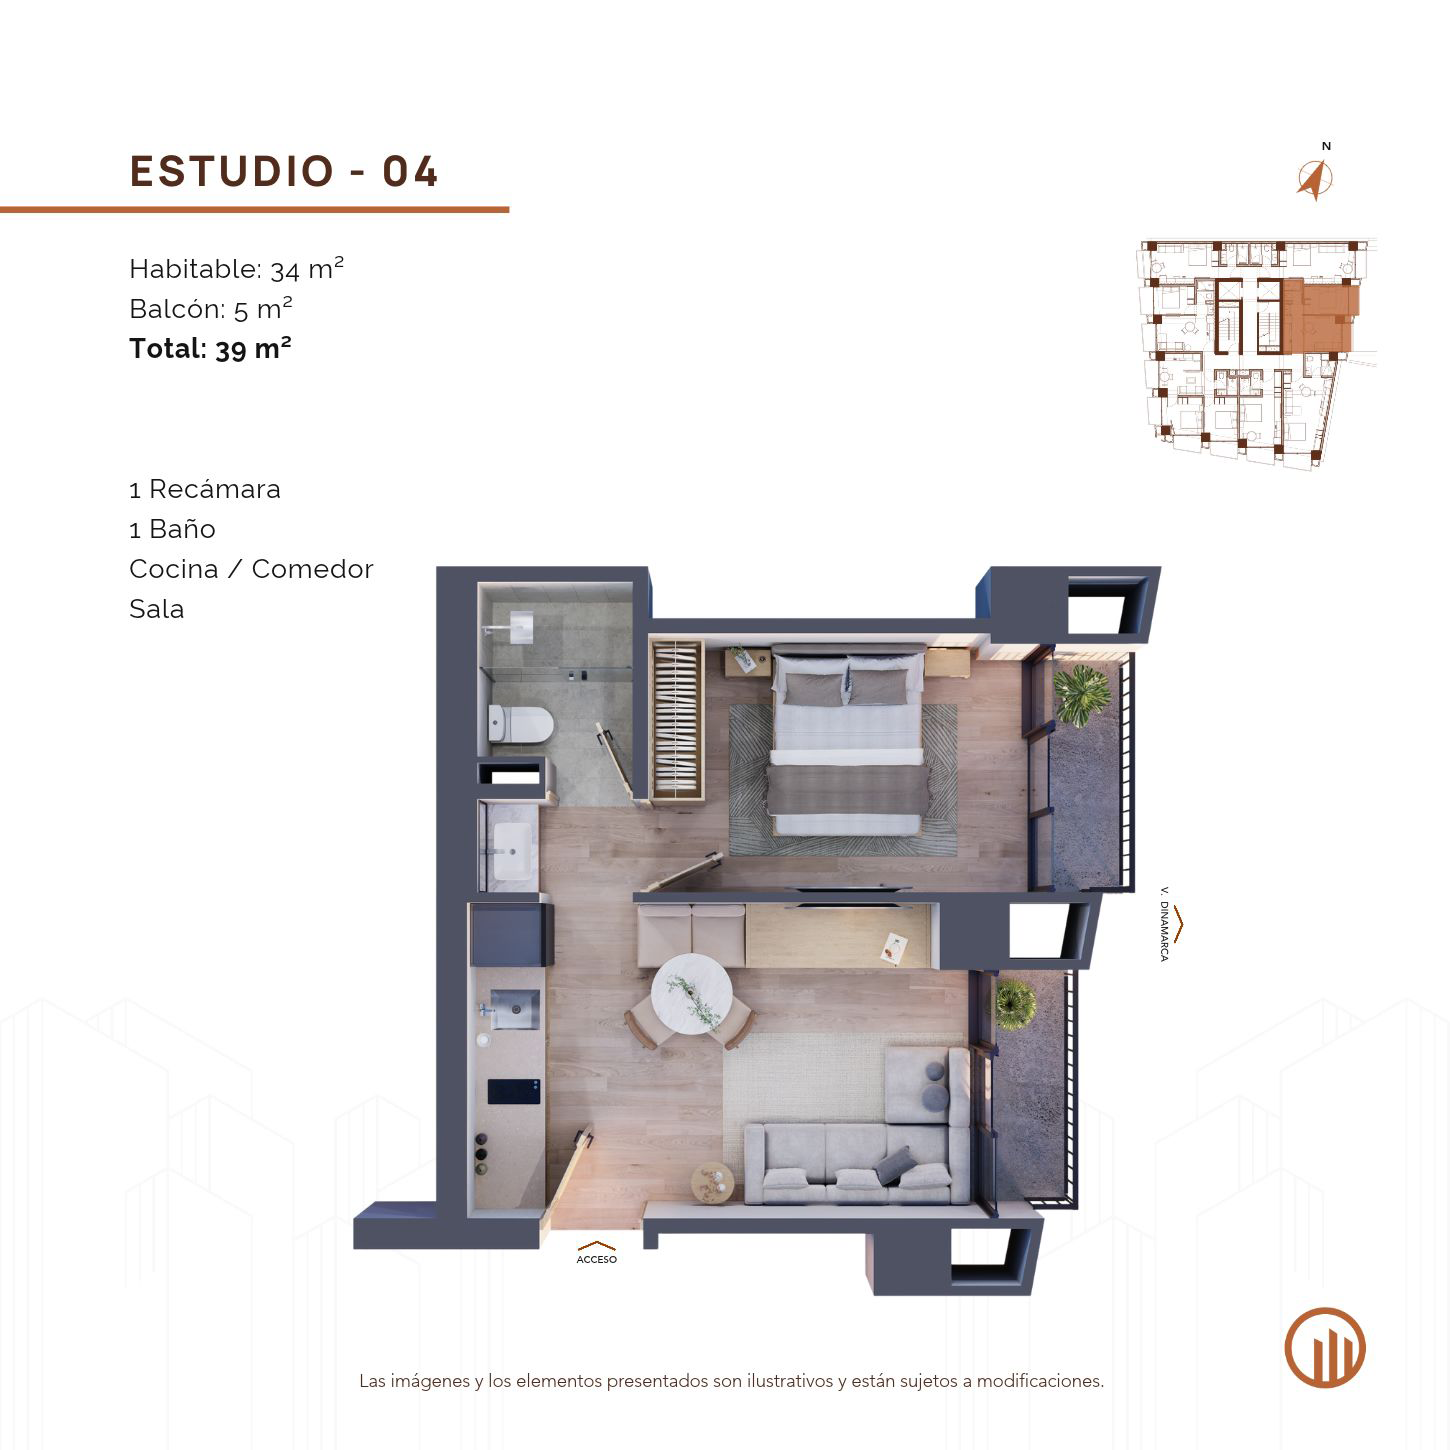 ESTUDIO - 04
N
Habitable: 34 m²
Balcón: 5 m²
Total: 39 m²
1 Recámara
1 Baño
Cocina / Comedor
Sala
V. DINAMARCA
ACCESO
Las imágenes y los elementos presentados son ilustrativos y están sujetos a modificaciones.